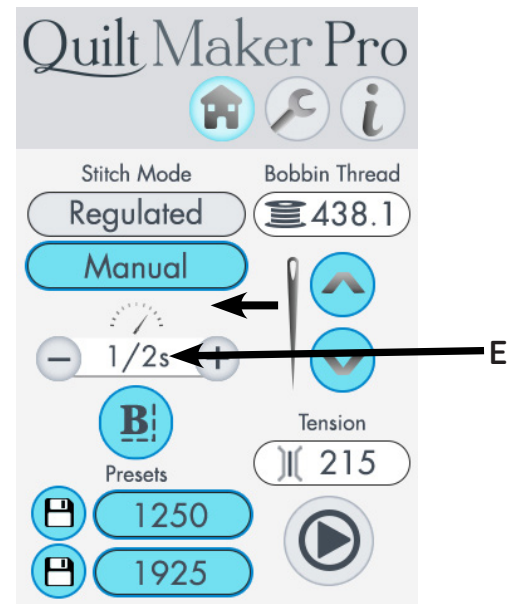 Quilt Maker Pro
i
Stitch Mode
Bobbin Thread
Regulated
438.1
Manual
− 1/2s +
E
B
Tension
215
Presets
1250
1925